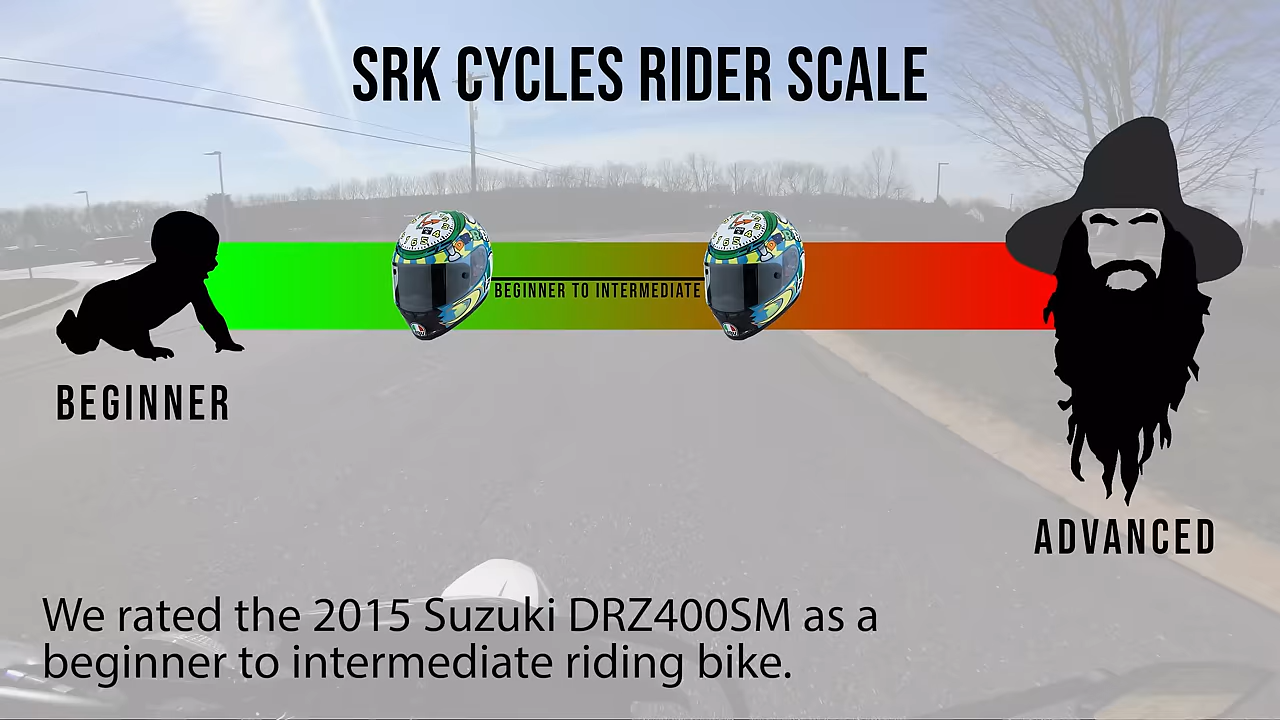 SRK CYCLES RIDER SCALE
BEGINNER TO INTERMEDIATE
BEGINNER
ADVANCED
We rated the 2015 Suzuki DRZ400SM as a
beginner to intermediate riding bike.